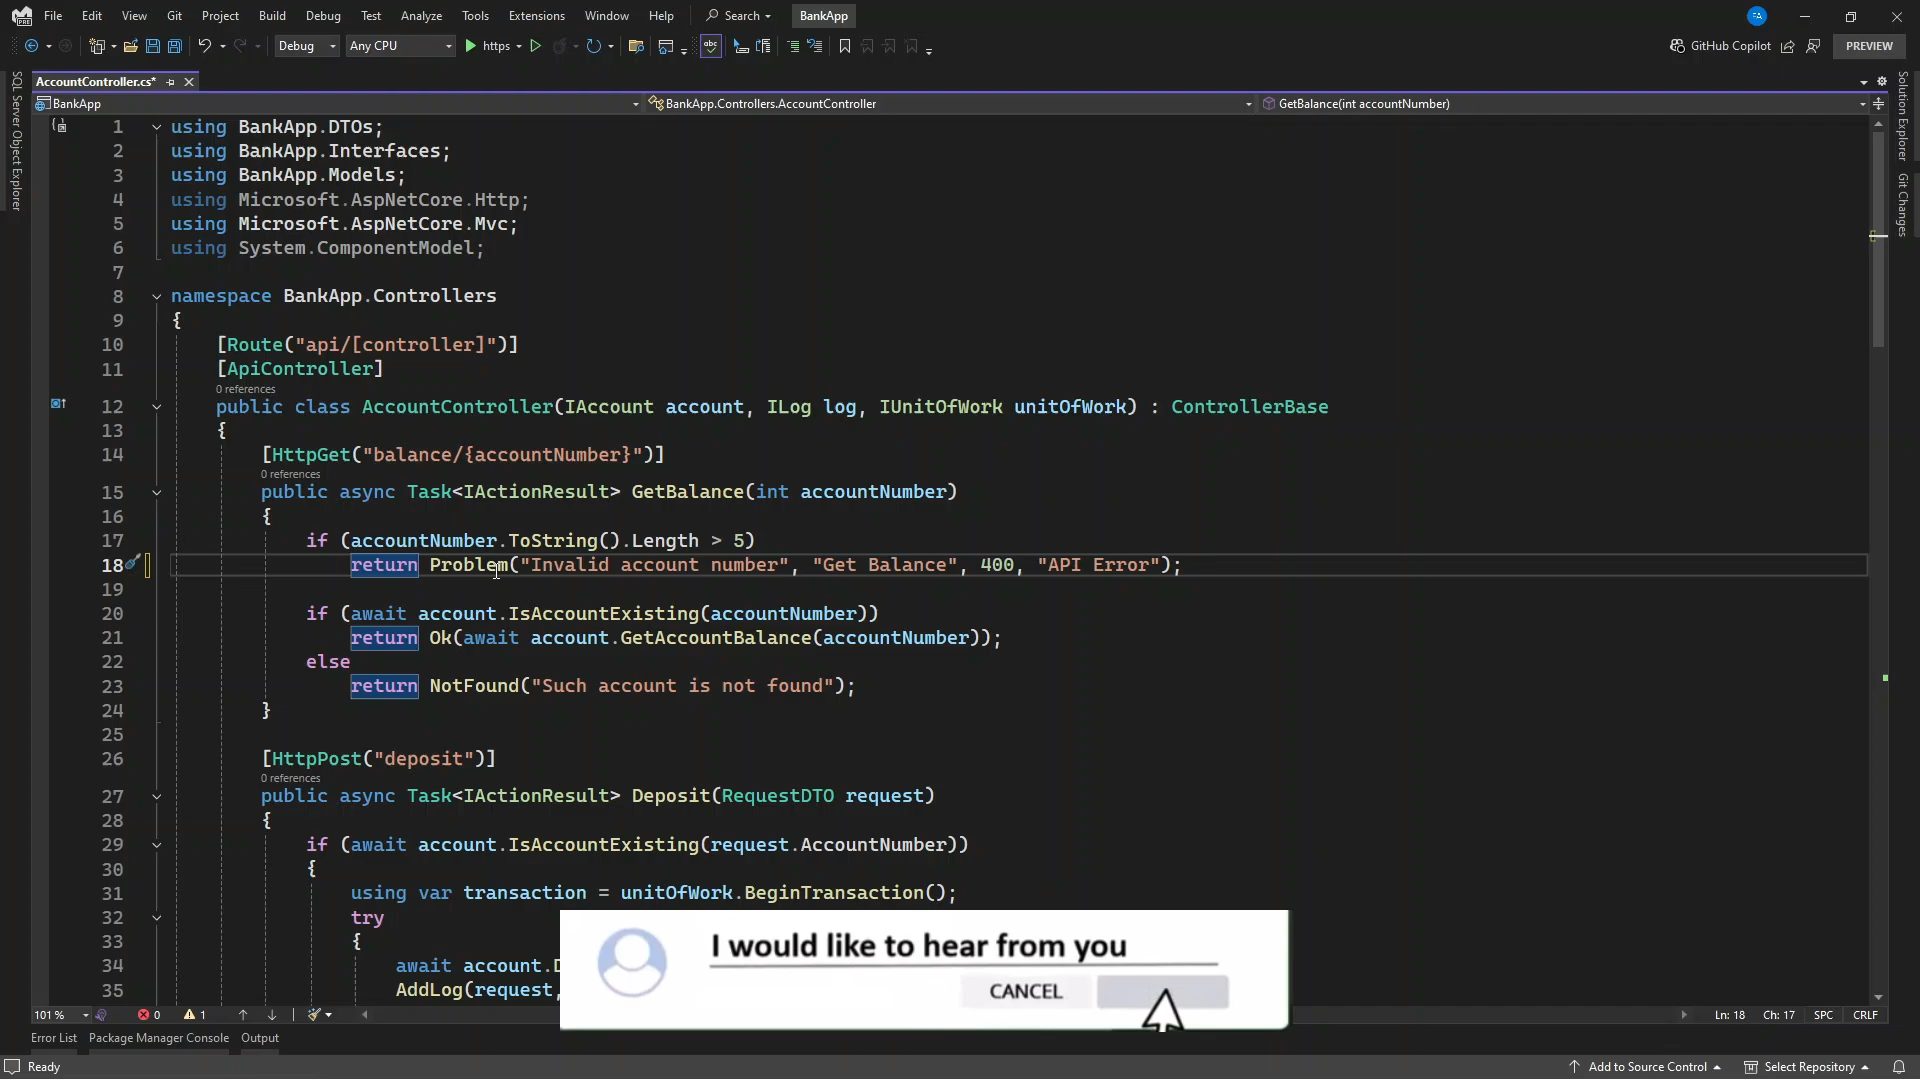 File Edit View Git Project Build Debug Test Analyze Tools Extensions Window Help Search BankApp
Debug Any CPU https GitHub Copilot PREVIEW
AccountController.cs*
BankApp BankApp.Controllers.AccountController GetBalance(int accountNumber)
SQL Server Object Explorer
Solution Explorer
Git Changes
1 using BankApp.DTOs;
2 using BankApp.Interfaces;
3 using BankApp.Models;
4 using Microsoft.AspNetCore.Http;
5 using Microsoft.AspNetCore.Mvc;
6 using System.ComponentModel;
7
8 namespace BankApp.Controllers
9 {
10 [Route("api/[controller]")]
11 [ApiController]
0 references
12 public class AccountController(IAccount account, ILog log, IUnitOfWork unitOfWork) : ControllerBase
13 {
14 [HttpGet("balance/{accountNumber}")]
0 references
15 public async Task<IActionResult> GetBalance(int accountNumber)
16 {
17 if (accountNumber.ToString().Length > 5)
18 return Problem("Invalid account number", "Get Balance", 400, "API Error");
19
20 if (await account.IsAccountExisting(accountNumber))
21 return Ok(await account.GetAccountBalance(accountNumber));
22 else
23 return NotFound("Such account is not found");
24 }
25
26 [HttpPost("deposit")]
0 references
27 public async Task<IActionResult> Deposit(RequestDTO request)
28 {
29 if (await account.IsAccountExisting(request.AccountNumber))
30 {
31 using var transaction = unitOfWork.BeginTransaction();
32 try
33 {
34 await account.D
35 AddLog(request,
I would like to hear from you
CANCEL
101 % 0 1 Ln: 18 Ch: 17 SPC CRLF
Error List Package Manager Console Output
Ready Add to Source Control Select Repository